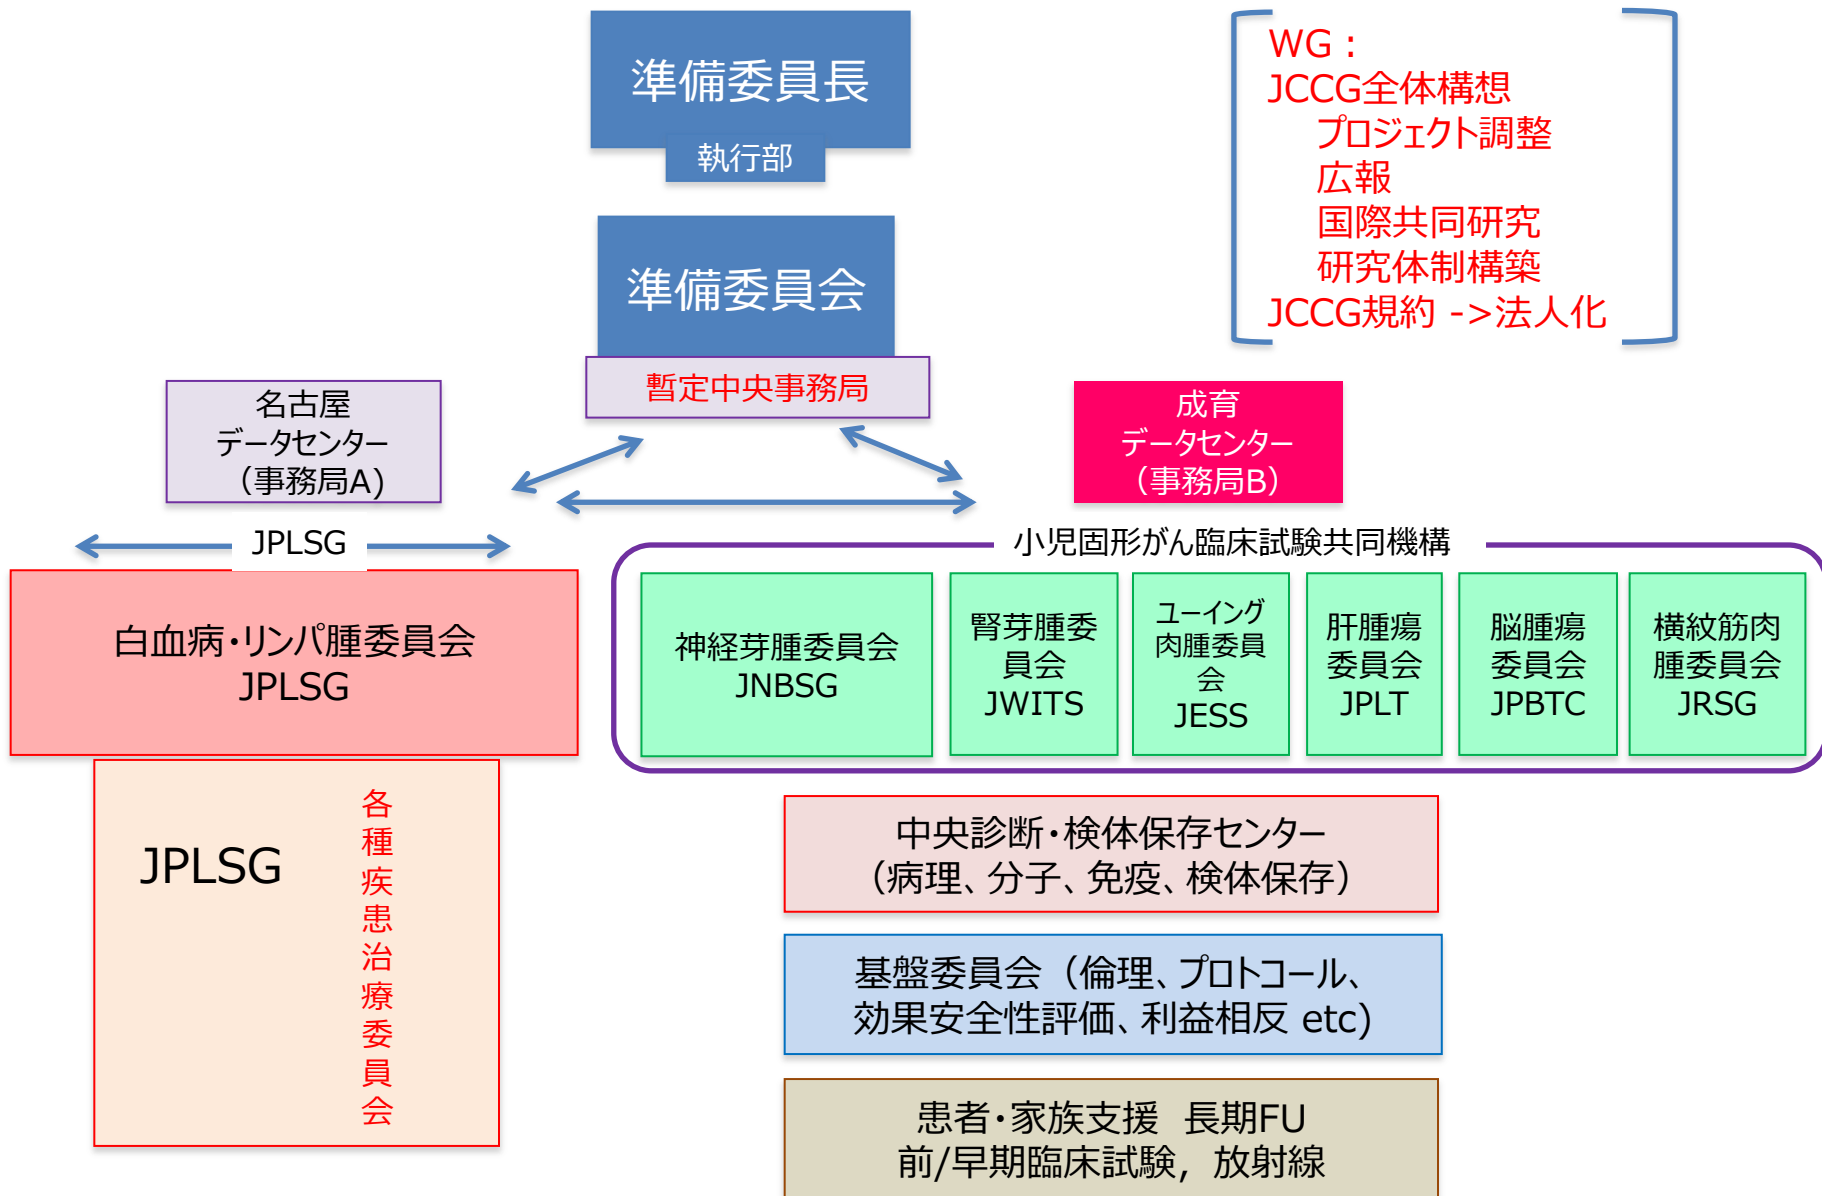 準備委員長
執行部
WG：
JCCG全体構想
プロジェクト調整
広報
国際共同研究
研究体制構築
JCCG規約 ->法人化
準備委員会
暫定中央事務局
名古屋
データセンター
（事務局A)
成育
データセンター
（事務局B）
JPLSG
小児固形がん臨床試験共同機構
白血病・リンパ腫委員会
JPLSG
神経芽腫委員会
JNBSG
腎芽腫委
員会
JWITS
ユーイング
肉腫委員
会
JESS
肝腫瘍
委員会
JPLT
脳腫瘍
委員会
JPBTC
横紋筋肉
腫委員会
JRSG
JPLSG
各種疾患治療委員会
中央診断・検体保存センター
（病理、分子、免疫、検体保存）
基盤委員会（倫理、プロトコール、
効果安全性評価、利益相反 etc)
患者・家族支援 長期FU
前/早期臨床試験，放射線